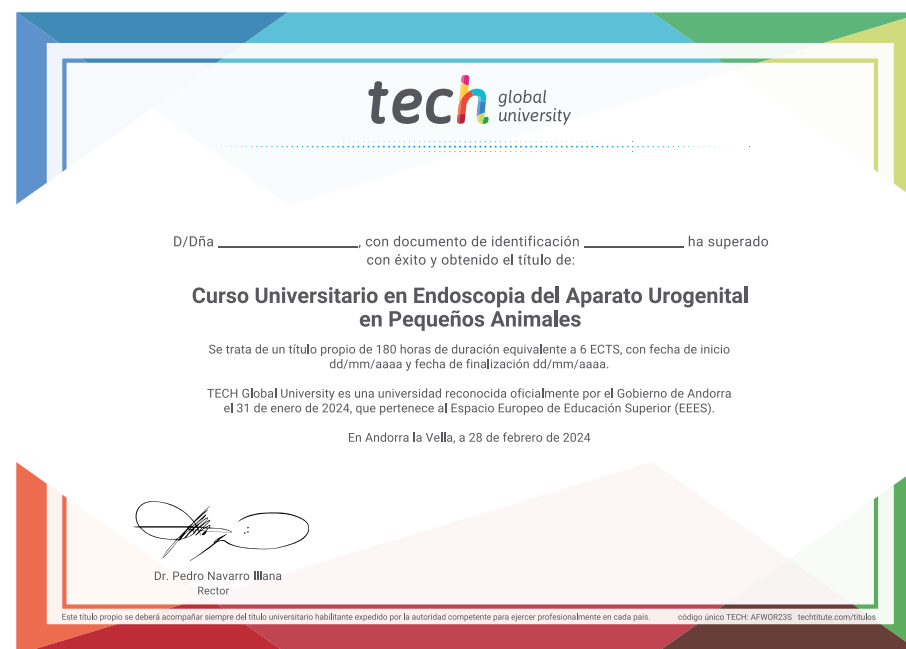 tech global university
D/Dña ____________, con documento de identificación ____________ ha superado
con éxito y obtenido el título de:
Curso Universitario en Endoscopia del Aparato Urogenital
en Pequeños Animales
Se trata de un título propio de 180 horas de duración equivalente a 6 ECTS, con fecha de inicio
dd/mm/aaaa y fecha de finalización dd/mm/aaaa.
TECH Global University es una universidad reconocida oficialmente por el Gobierno de Andorra
el 31 de enero de 2024, que pertenece al Espacio Europeo de Educación Superior (EEES).
En Andorra la Vella, a 28 de febrero de 2024
Dr. Pedro Navarro Illana
Rector
Este título propio se deberá acompañar siempre del título universitario habilitante expedido por la autoridad competente para ejercer profesionalmente en cada país. código único TECH: AFWOR23S techtitute.com/titulos